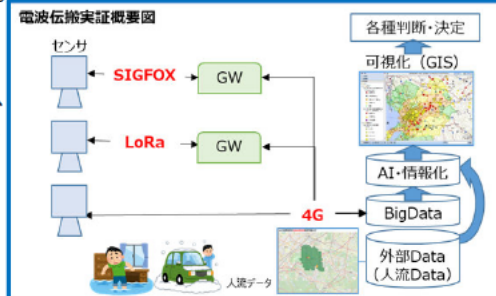 電波伝搬実証概要図
各種判断・決定
センサ
可視化（GIS）
SIGFOX
GW
LoRa
GW
AI・情報化
4G
BigData
外部Data
（人流Data）
人流データ